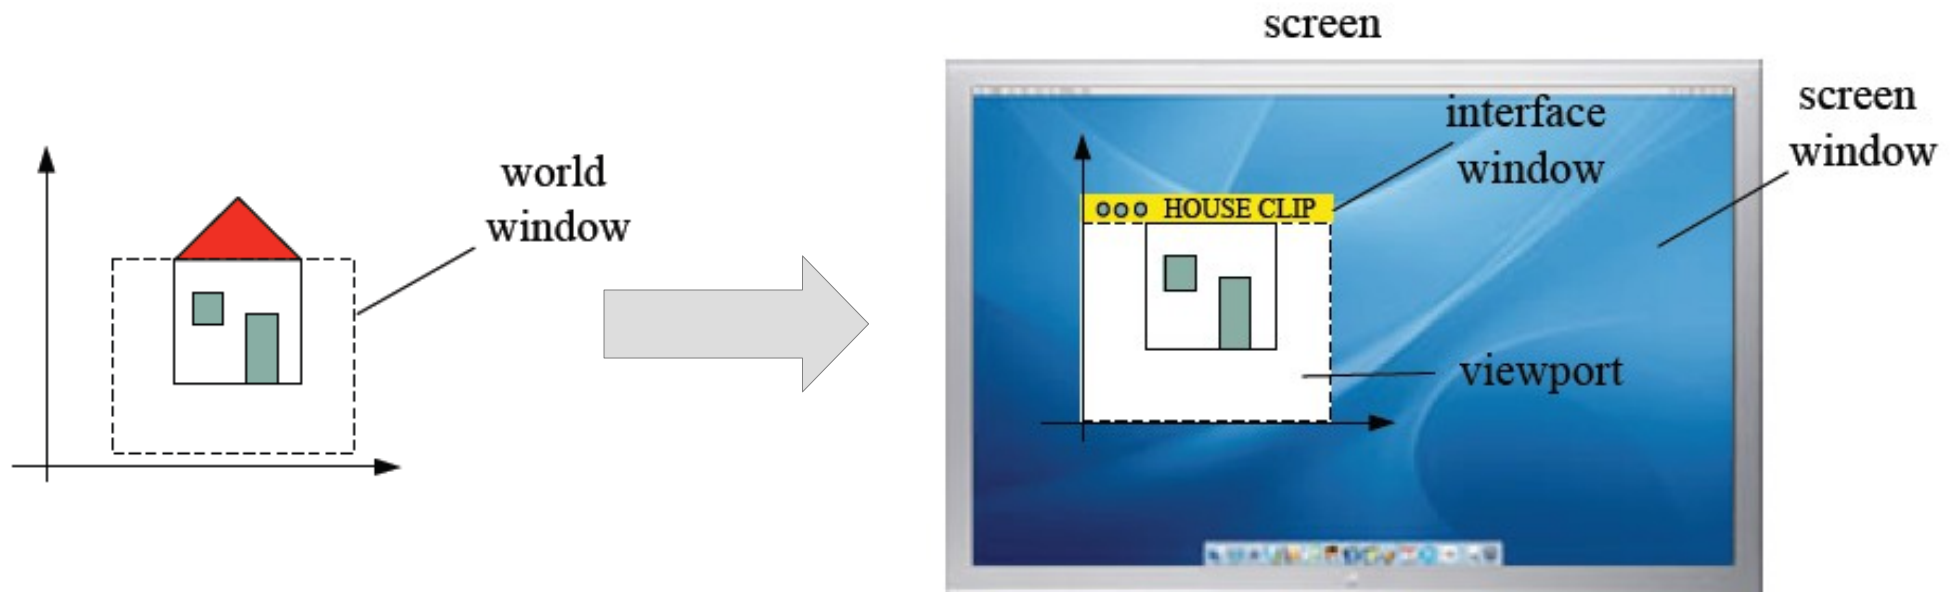 screen
world
window
interface
window
screen
window
HOUSE CLIP
viewport